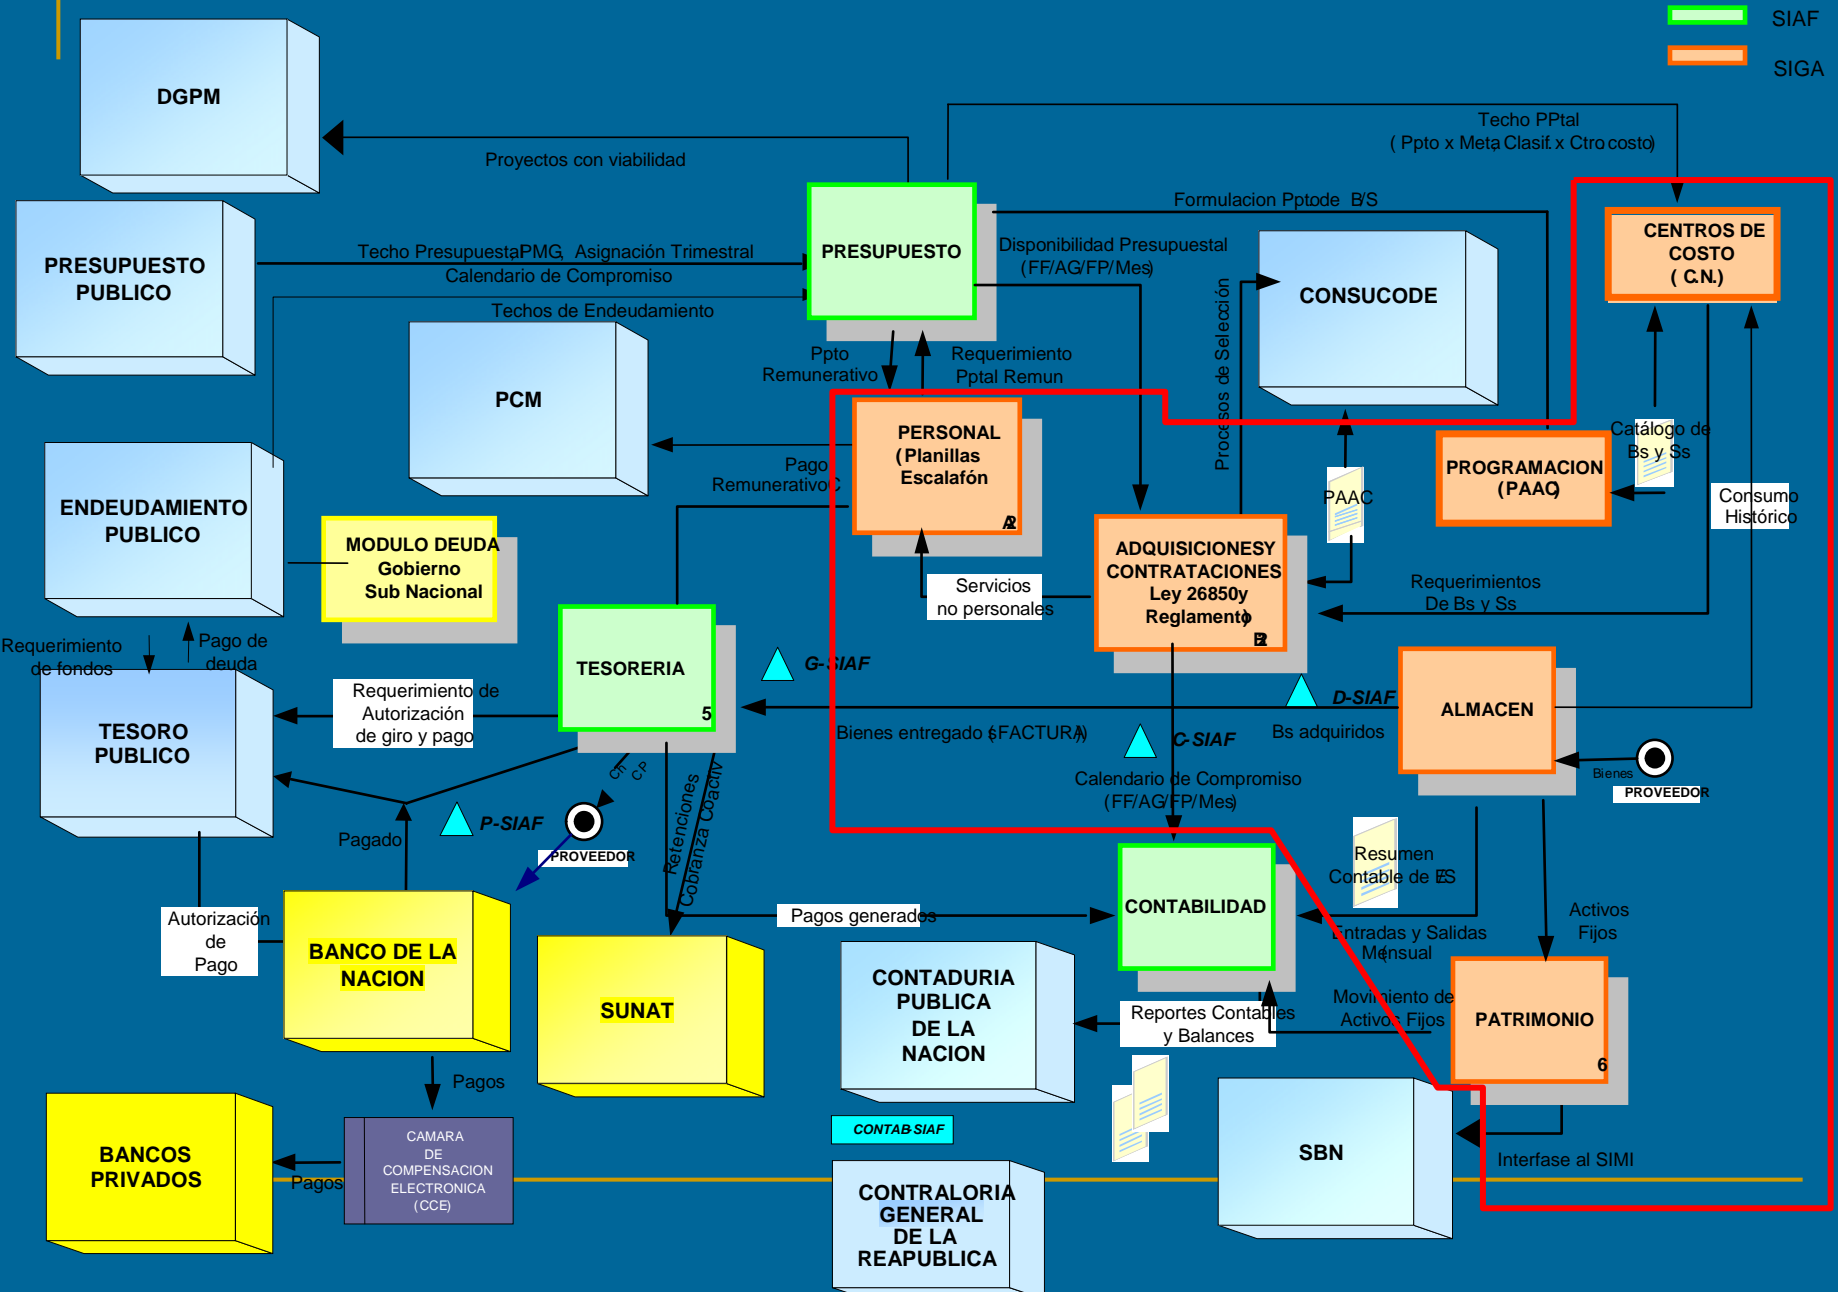 SIAF
SIGA
DGPM
Proyectos con viabilidad
Techo PPtal
( Ppto x Meta, Clasif. x Ctro costo)
PRESUPUESTO
PUBLICO
Techo Presupuestal, PMG, Asignación Trimestral
Calendario de Compromiso
Techos de Endeudamiento
PRESUPUESTO
Formulacion Ppto de B/S
Disponibilidad Presupuestal
(FF/AG/FP/Mes)
CONSUCODE
Procesos de Selección
CENTROS DE
COSTO
( C.N.)
PCM
Ppto
Remunerativo
Requerimiento
Pptal Remun
PERSONAL
(Planillas
Escalafón
Pago
Remunerativo C
PROGRAMACION
(PAAC)
Catálogo de
Bs y Ss
PAAC
Consumo
Histórico
ENDEUDAMIENTO
PUBLICO
MODULO DEUDA
Gobierno
Sub Nacional
ADQUISICIONES Y
CONTRATACIONES
Ley 26850 y
Reglamento)
Servicios
no personales
Requerimientos
De Bs y Ss
Requerimiento
de fondos
Pago de
deuda
TESORERIA
5
G-SIAF
D-SIAF
ALMACEN
TESORO
PUBLICO
Requerimiento de
Autorización
de giro y pago
Bienes entregado s (FACTURA)
C-SIAF
Bs adquiridos
Bienes
PROVEEDOR
Calendario de Compromiso
(FF/AG/FP/Mes)
Ch
CP
Retenciones
Cobranza Coactiv
P-SIAF
Pagado
PROVEEDOR
Resumen
Contable de ES
CONTABILIDAD
Pagos generados
Autorización
de
Pago
BANCO DE LA
NACION
Entradas y Salidas
Mensual
Activos
Fijos
SUNAT
CONTADURIA
PUBLICA
DE LA
NACION
Reportes Contables
y Balances
Movimiento de
Activos Fijos
PATRIMONIO
6
Pagos
BANCOS
PRIVADOS
Pagos
CAMARA
DE
COMPENSACION
ELECTRONICA
(CCE)
CONTAB-SIAF
SBN
Interfase al SIMI
CONTRALORIA
GENERAL
DE LA
REAPUBLICA